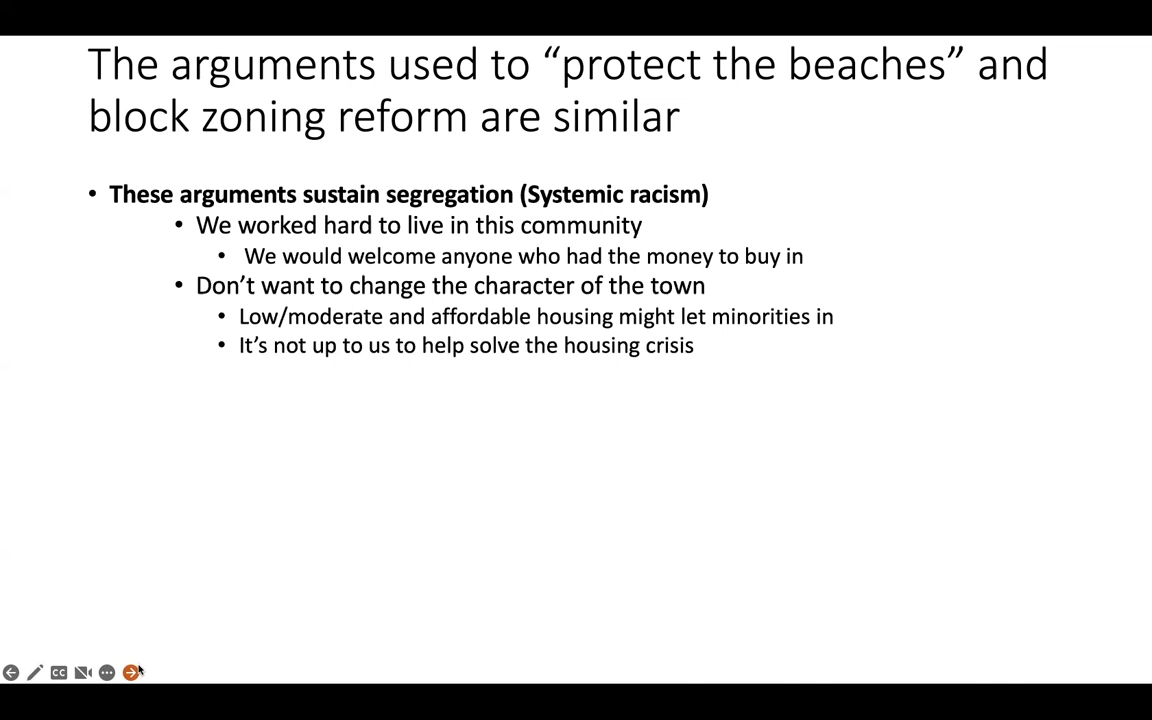 The arguments used to “protect the beaches” and
block zoning reform are similar
• These arguments sustain segregation (Systemic racism)
• We worked hard to live in this community
• We would welcome anyone who had the money to buy in
• Don’t want to change the character of the town
• Low/moderate and affordable housing might let minorities in
• It’s not up to us to help solve the housing crisis
CC